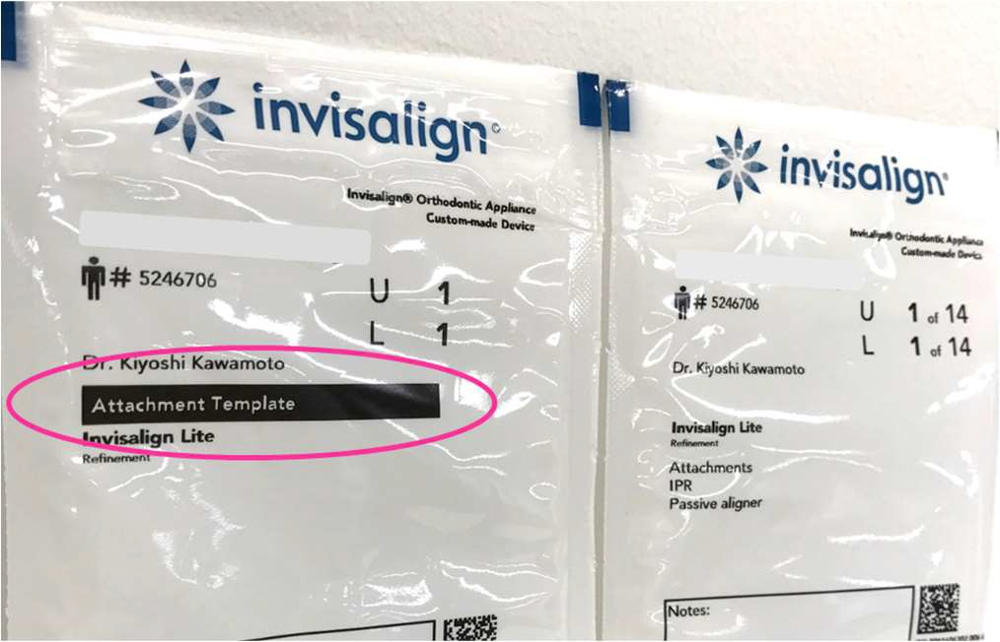 invisalign©
Invisalign® Orthodontic Appliance
Custom-made Device
# 5246706
U 1
L 1
Dr. Kiyoshi Kawamoto
Attachment Template
Invisalign Lite
Refinement
invisalign®
Invisalign® Orthodontic Appliance
Custom-made Device
# 5246706
U 1 of 14
L 1 of 14
Dr. Kiyoshi Kawamoto
Invisalign Lite
Refinement
Attachments
IPR
Passive aligner
Notes: